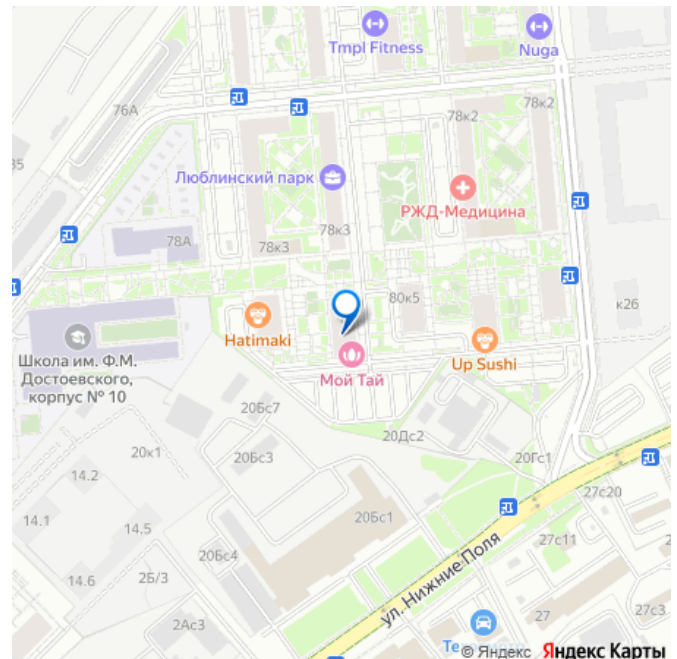 Tmpl Fitness
Nuga
76А
78к2
78к2
Люблинский парк
РЖД-Медицина
78к3
78А
78к3
80к5
к26
Hatimaki
Школа им. Ф.М.
Достоевского,
корпус № 10
Мой Тай
Up Sushi
20Бс7
20Дс2
20к1
20Бс3
20Гс1
14.2
27с20
14.1
14.5
20Бс1
27с11
20Бс4
14.6
2Б/3
ул. Нижние Поля
2Ас3
27
27с3
© Яндекс Яндекс Карты